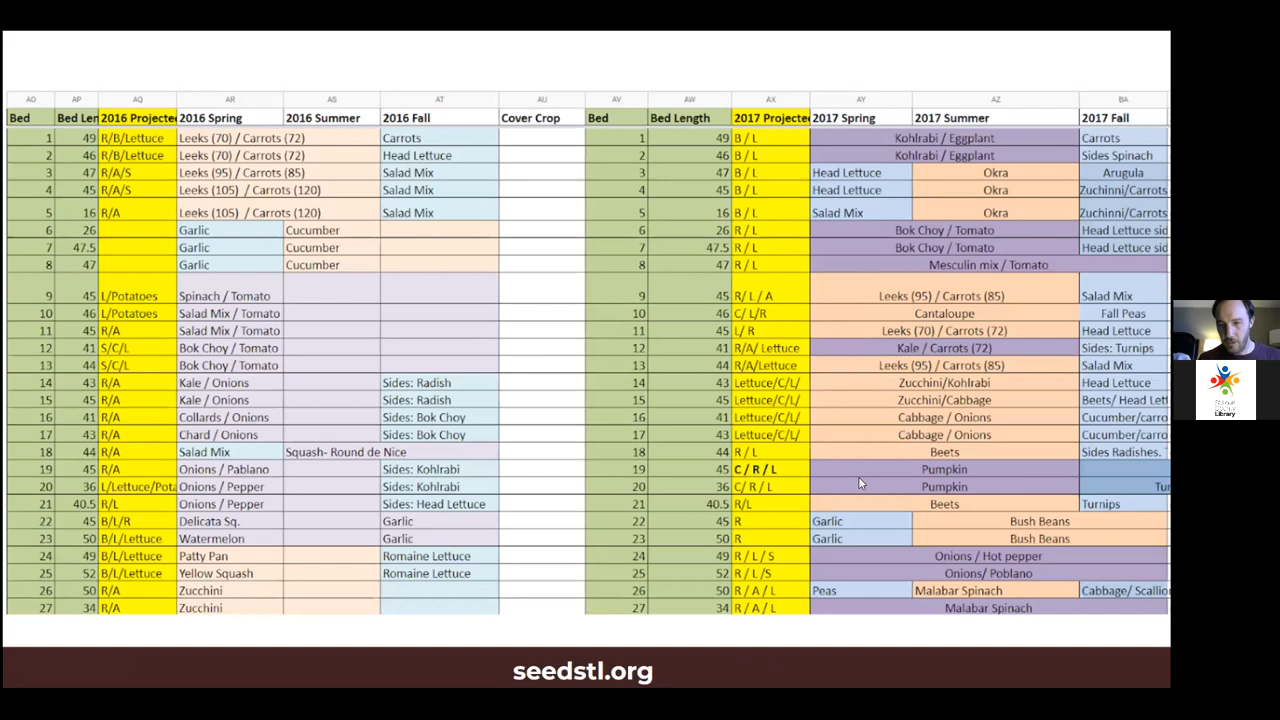 AO AP AQ AR AS AT AU AV AW AX AY AZ BA
Bed Bed Len 2016 Projecte 2016 Spring 2016 Summer 2016 Fall Cover Crop Bed Bed Length 2017 Projecte 2017 Spring 2017 Summer 2017 Fall
1 49 R/B/Lettuce Leeks (70) / Carrots (72) Carrots 1 49 B / L Kohlrabi / Eggplant Carrots
2 46 R/B/Lettuce Leeks (70) / Carrots (72) Head Lettuce 2 46 B / L Kohlrabi / Eggplant Sides Spinach
3 47 R/A/S Leeks (95) / Carrots (85) Salad Mix 3 47 B / L Head Lettuce Okra Arugula
4 45 R/A/S Leeks (105) / Carrots (120) Salad Mix 4 45 B / L Head Lettuce Okra Zuchinni/Carrots
5 16 R/A Leeks (105) / Carrots (120) Salad Mix 5 16 B / L Salad Mix Okra Zuchinni/Carrots
6 26 Garlic Cucumber 6 26 R / L Bok Choy / Tomato Head Lettuce sid
7 47.5 Garlic Cucumber 7 47.5 R / L Bok Choy / Tomato Head Lettuce sid
8 47 Garlic Cucumber 8 47 R / L Mesculin mix / Tomato
9 45 L/Potatoes Spinach / Tomato 9 45 R/ L / A Leeks (95) / Carrots (85) Salad Mix
10 46 L/Potatoes Salad Mix / Tomato 10 46 C/ L/R Cantaloupe Fall Peas
11 45 R/A Salad Mix / Tomato 11 45 L/ R Leeks (70) / Carrots (72) Head Lettuce
12 41 S/C/L Bok Choy / Tomato 12 41 R/A/ Lettuce Kale / Carrots (72) Sides: Turnips
13 44 S/C/L Bok Choy / Tomato 13 44 R/A/Lettuce Leeks (95) / Carrots (85) Salad Mix
14 43 R/A Kale / Onions Sides: Radish 14 43 Lettuce/C/L/ Zucchini/Kohlrabi Head Lettuce
15 45 R/A Kale / Onions Sides: Radish 15 45 Lettuce/C/L/ Zucchini/Cabbage Beets/ Head Let
16 41 R/A Collards / Onions Sides: Bok Choy 16 41 Lettuce/C/L/ Cabbage / Onions Cucumber/carro
17 43 R/A Chard / Onions Sides: Bok Choy 17 43 Lettuce/C/L/ Cabbage / Onions Cucumber/carro
18 44 R/A Salad Mix Squash- Round de Nice 18 44 R / L Beets Sides Radishes. T
19 45 R/A Onions / Pablano Sides: Kohlrabi 19 45 C / R / L Pumpkin
20 36 L/Lettuce/Pota Onions / Pepper Sides: Kohlrabi 20 36 C/ R / L Pumpkin Tur
21 40.5 R/L Onions / Pepper Sides: Head Lettuce 21 40.5 R/L Beets Turnips
22 45 B/L/R Delicata Sq. Garlic 22 45 R Garlic Bush Beans
23 50 B/L/Lettuce Watermelon Garlic 23 50 R Garlic Bush Beans
24 49 B/L/Lettuce Patty Pan Romaine Lettuce 24 49 R / L / S Onions / Hot pepper
25 52 B/L/Lettuce Yellow Squash Romaine Lettuce 25 52 R / L /S Onions/ Poblano
26 50 R/A Zucchini 26 50 R / A / L Peas Malabar Spinach Cabbage/ Scallio
27 34 R/A Zucchini 27 34 R / A / L Malabar Spinach
seedstl.org
Library